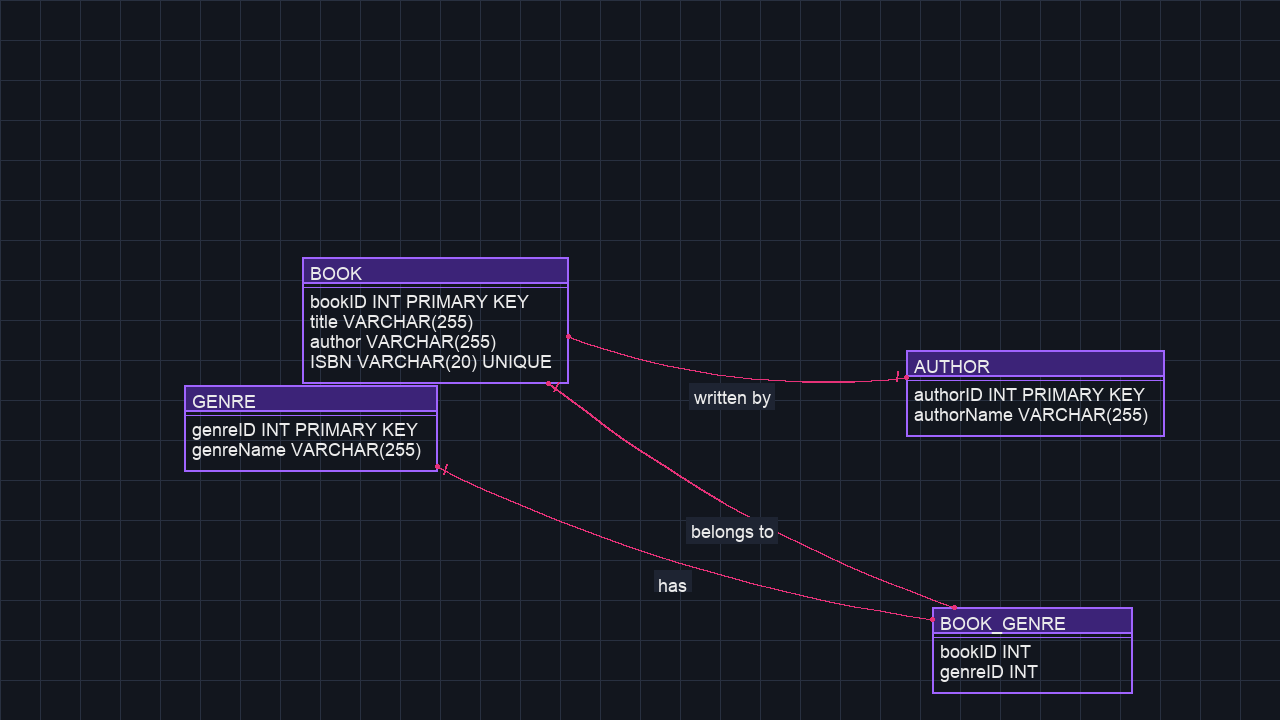 BOOK
bookID INT PRIMARY KEY
title VARCHAR(255)
author VARCHAR(255)
ISBN VARCHAR(20) UNIQUE
GENRE
genreID INT PRIMARY KEY
genreName VARCHAR(255)
written by
AUTHOR
authorID INT PRIMARY KEY
authorName VARCHAR(255)
belongs to
has
BOOK_GENRE
bookID INT
genreID INT